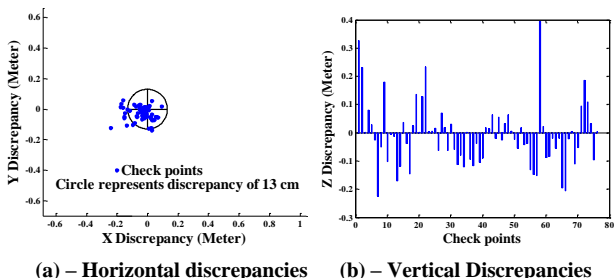 0.6
0.4
0.2
0
-0.2
-0.4
-0.6
Y Discrepancy (Meter)
Check points
Circle represents discrepancy of 13 cm
-0.6 -0.4 -0.2 0 0.2 0.4 0.6 0.8 1
X Discrepancy (Meter)
(a) – Horizontal discrepancies
0.4
0.3
0.2
0.1
0
-0.1
-0.2
-0.3
Z Discrepancy (Meter)
0 10 20 30 40 50 60 70 80
Check points
(b) – Vertical Discrepancies